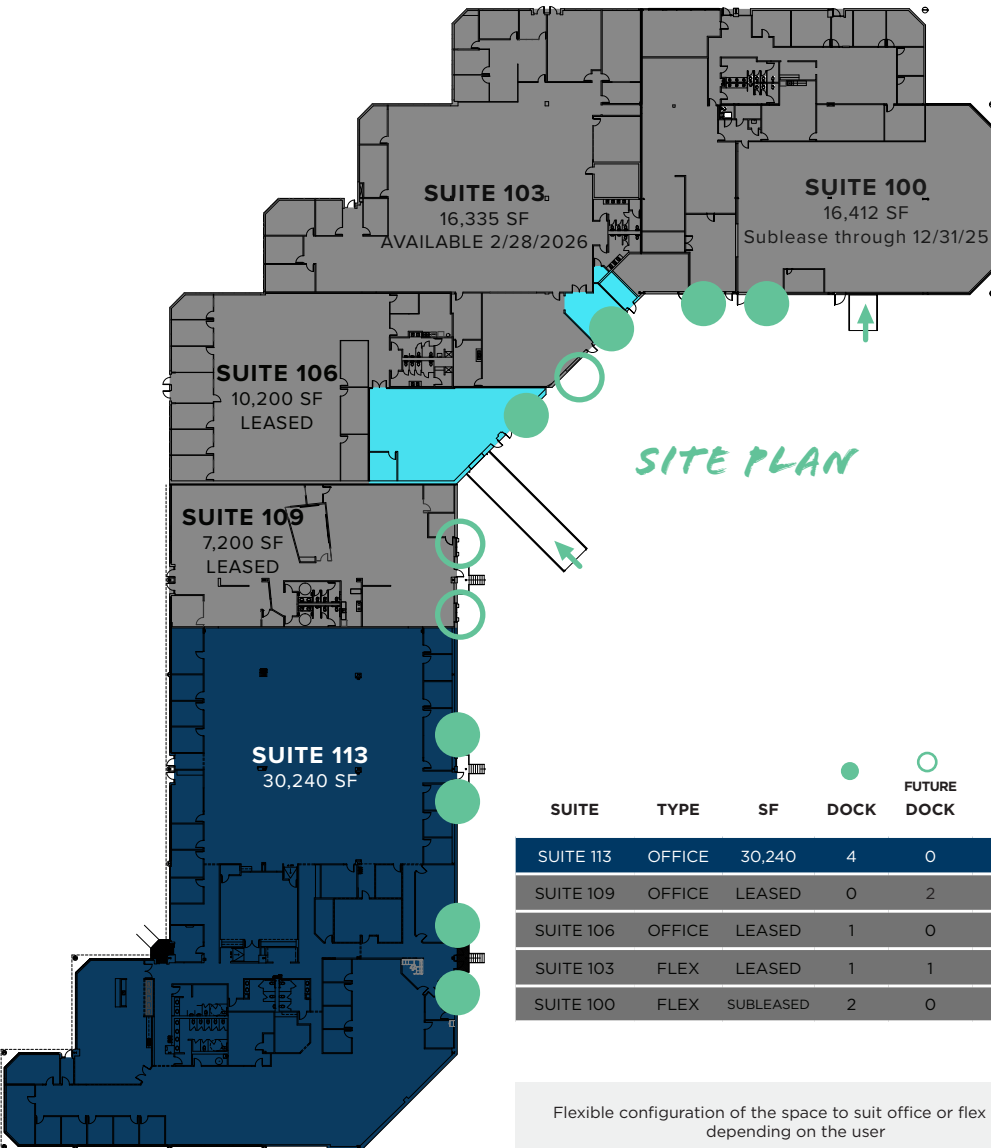 SUITE 103
16,335 SF
AVAILABLE 2/28/2026
SUITE 100
16,412 SF
Sublease through 12/31/25
SUITE 106
10,200 SF
LEASED
SITE PLAN
SUITE 109
7,200 SF
LEASED
SUITE 113
30,240 SF
SUITE TYPE SF DOCK FUTURE DOCK
SUITE 113 OFFICE 30,240 4 0
SUITE 109 OFFICE LEASED 0 2
SUITE 106 OFFICE LEASED 1 0
SUITE 103 FLEX LEASED 1 1
SUITE 100 FLEX SUBLEASED 2 0
Flexible configuration of the space to suit office or flex
depending on the user